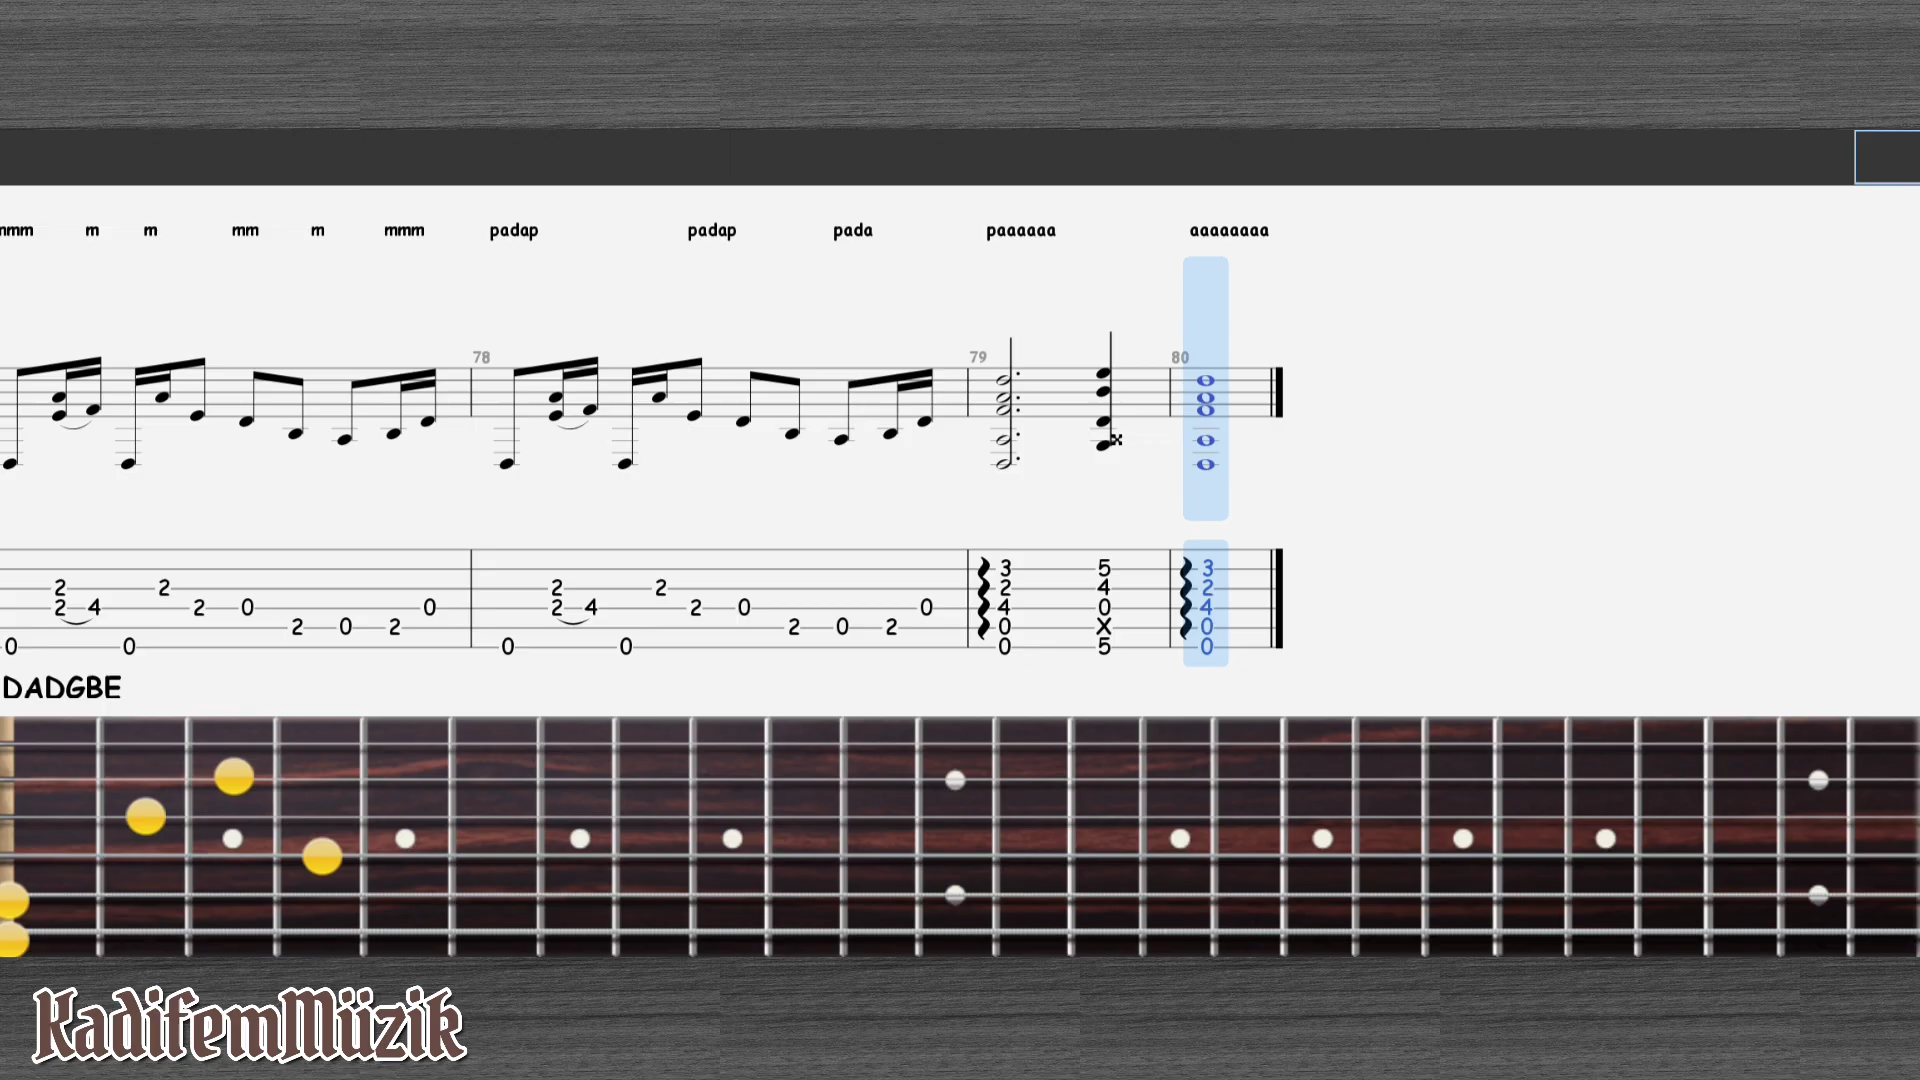 mmm m m mm m mmm padap padap pada paaaaaa aaaaaaaa
78 79 80
3 5 3
2 2 2 2 2 4 2
2 4 2 0 0 2 4 2 0 0 4 0 4
2 0 2 2 0 2 0 X 0
0 0 0 0 0 5 0
DADGBE
KadifemMüzik